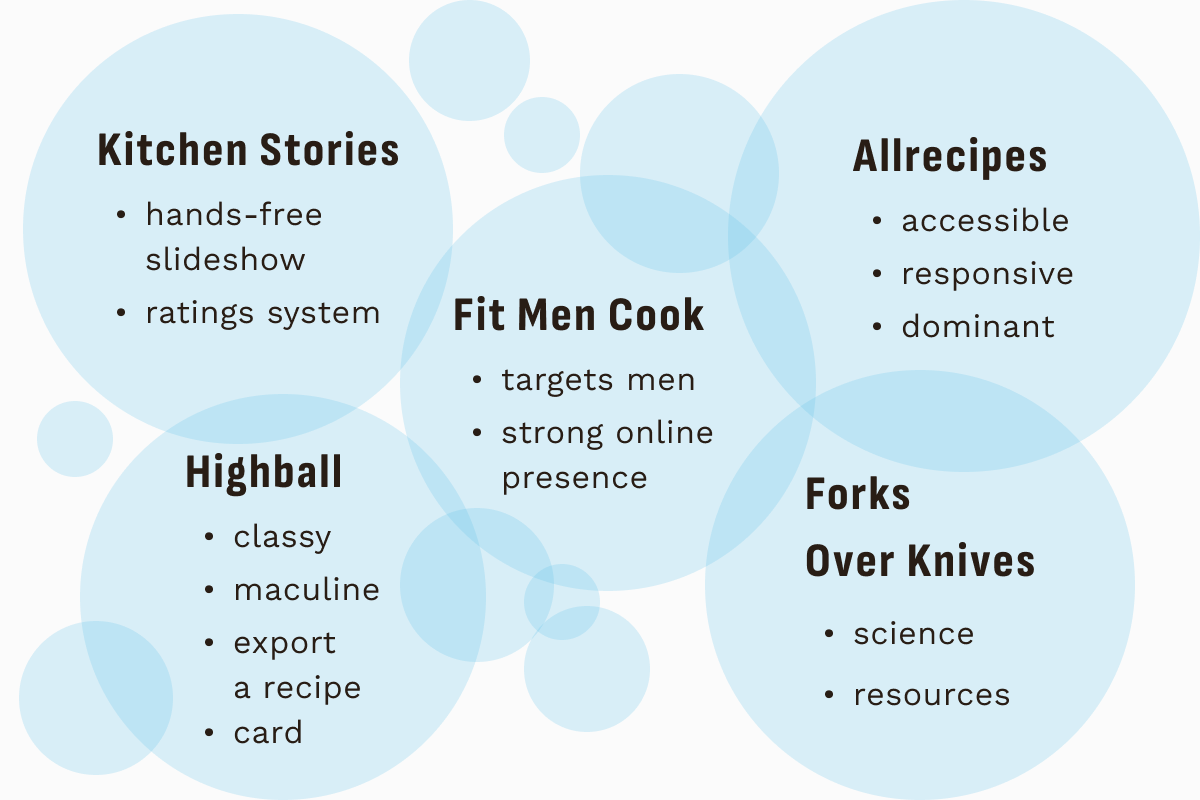 Kitchen Stories
• hands-free
slideshow
• ratings system
Allrecipes
• accessible
• responsive
• dominant
Fit Men Cook
• targets men
• strong online
presence
Highball
• classy
• maculine
• export
a recipe
• card
Forks
Over Knives
• science
• resources